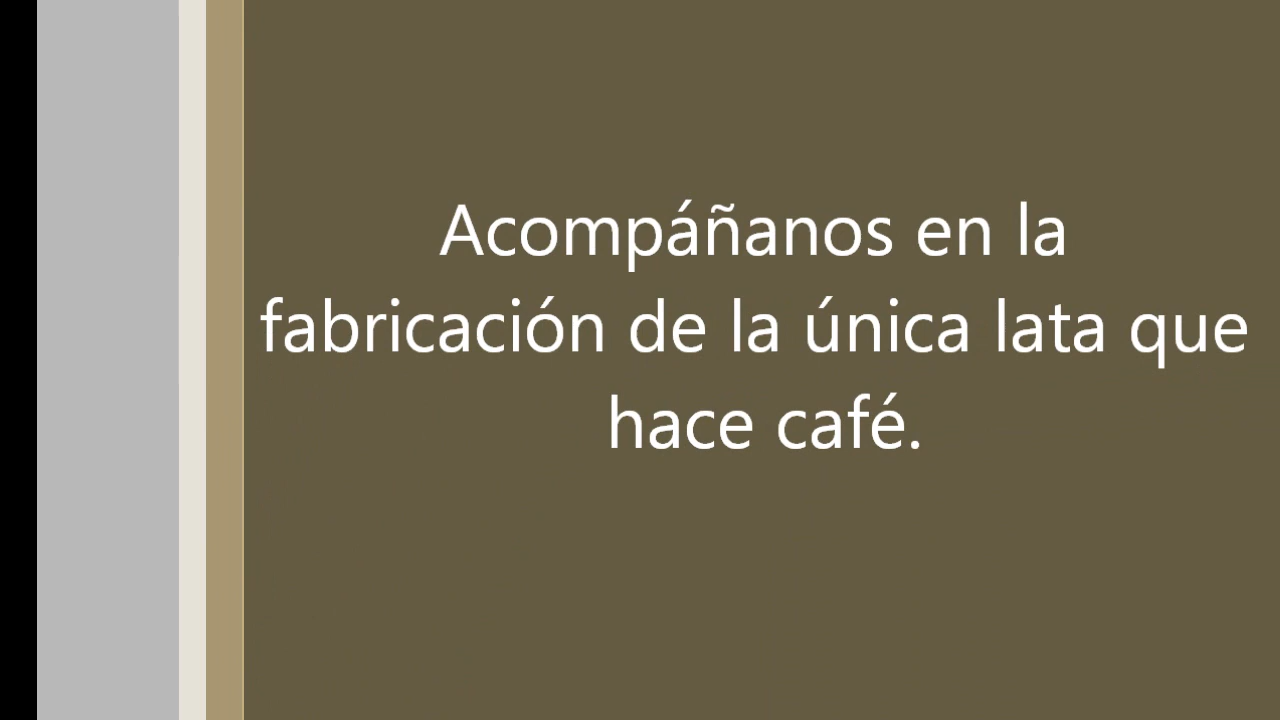 Acompáñanos en la
fabricación de la única lata que
hace café.